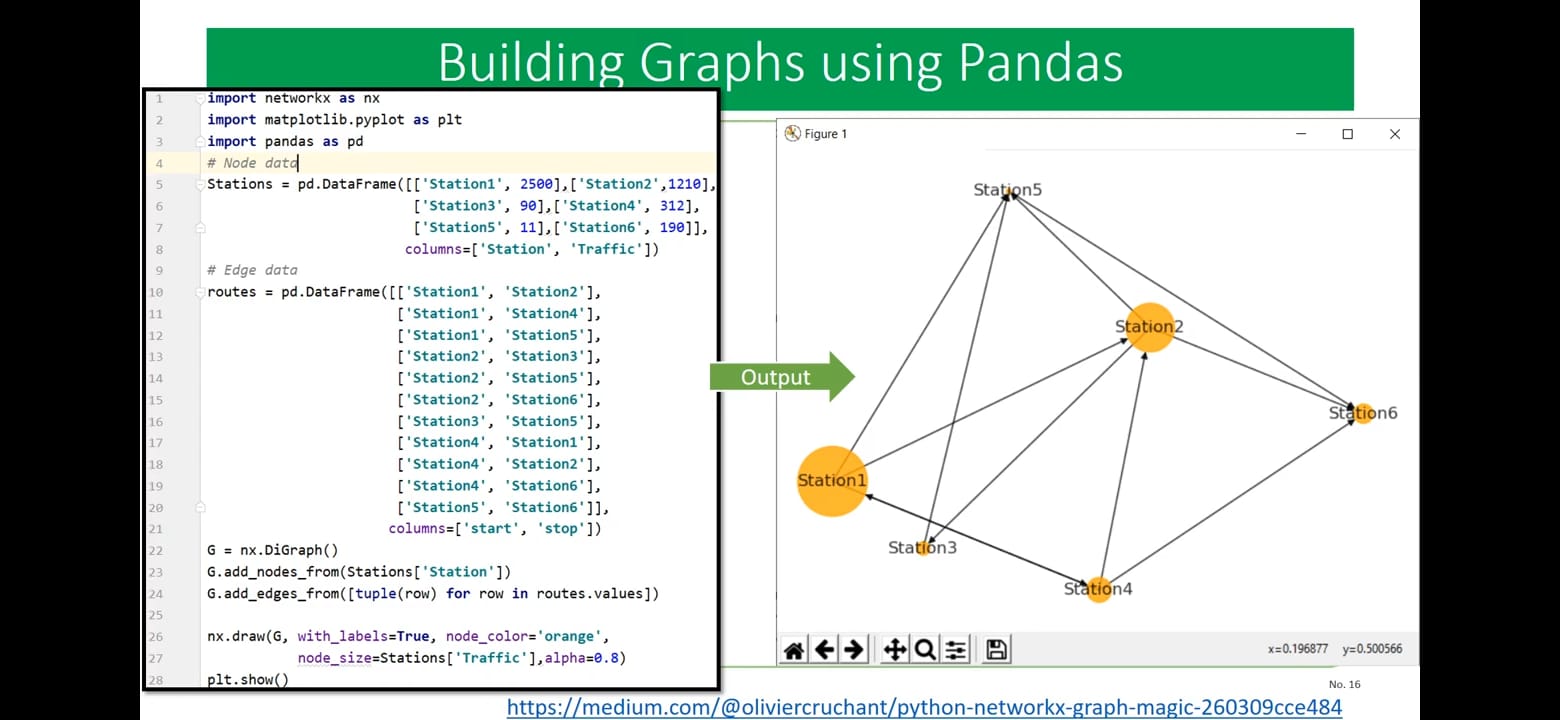 Building Graphs using Pandas
1 import networkx as nx
2 import matplotlib.pyplot as plt
3 import pandas as pd
4 # Node data
5 Stations = pd.DataFrame([['Station1', 2500],['Station2',1210],
6 ['Station3', 90],['Station4', 312],
7 ['Station5', 11],['Station6', 190]],
8 columns=['Station', 'Traffic'])
9 # Edge data
10 routes = pd.DataFrame([['Station1', 'Station2'],
11 ['Station1', 'Station4'],
12 ['Station1', 'Station5'],
13 ['Station2', 'Station3'],
14 ['Station2', 'Station5'],
15 ['Station2', 'Station6'],
16 ['Station3', 'Station5'],
17 ['Station4', 'Station1'],
18 ['Station4', 'Station2'],
19 ['Station4', 'Station6'],
20 ['Station5', 'Station6']],
21 columns=['start', 'stop'])
22 G = nx.DiGraph()
23 G.add_nodes_from(Stations['Station'])
24 G.add_edges_from([tuple(row) for row in routes.values])
25
26 nx.draw(G, with_labels=True, node_color='orange',
27 node_size=Stations['Traffic'],alpha=0.8)
28 plt.show()
Output
Figure 1
Station5
Station2
Station6
Station1
Station3
Station4
x=0.196877 y=0.500566
No. 16
https://medium.com/@oliviercruchant/python-networkx-graph-magic-260309cce484